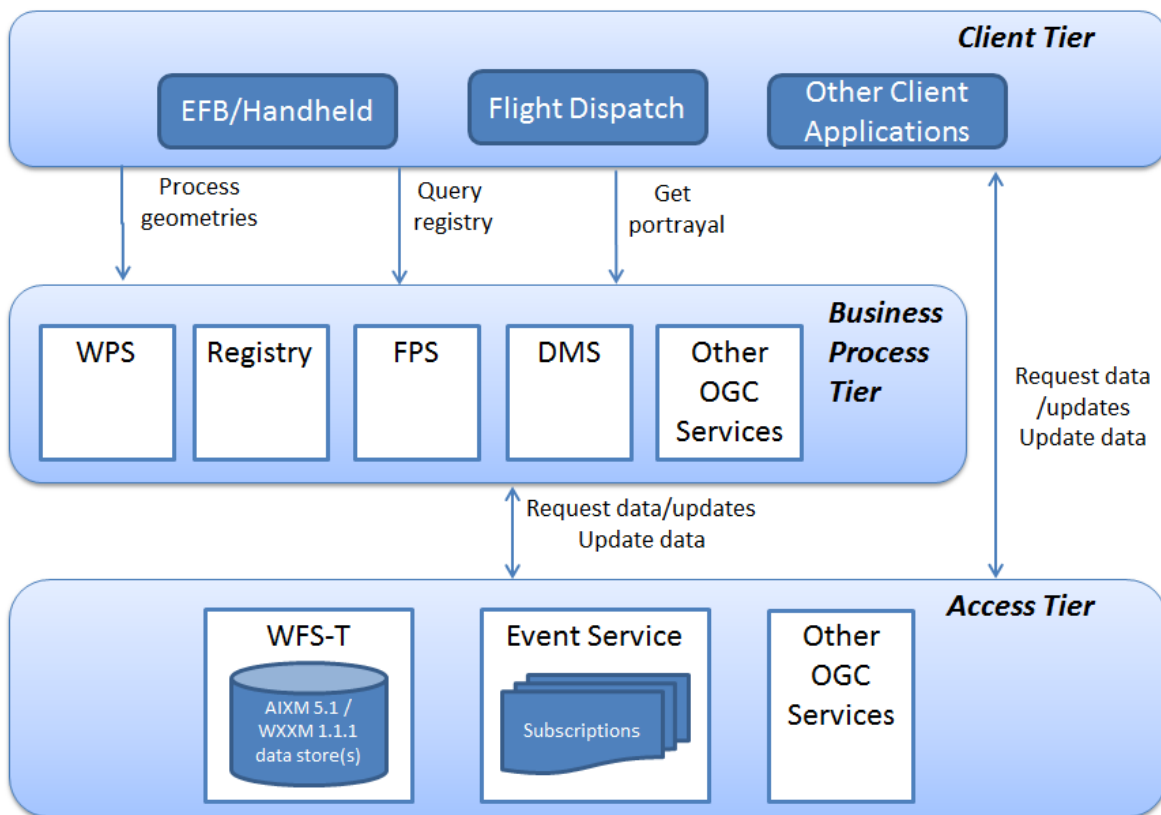 Client Tier
EFB/Handheld
Flight Dispatch
Other Client
Applications
Process
geometries
Query
registry
Get
portrayal
Business
Process
Tier
WPS
Registry
FPS
DMS
Other
OGC
Services
Request data
/updates
Update data
Request data/updates
Update data
Access Tier
WFS-T
AIXM 5.1 /
WXXM 1.1.1
data store(s)
Event Service
Subscriptions
Other
OGC
Services